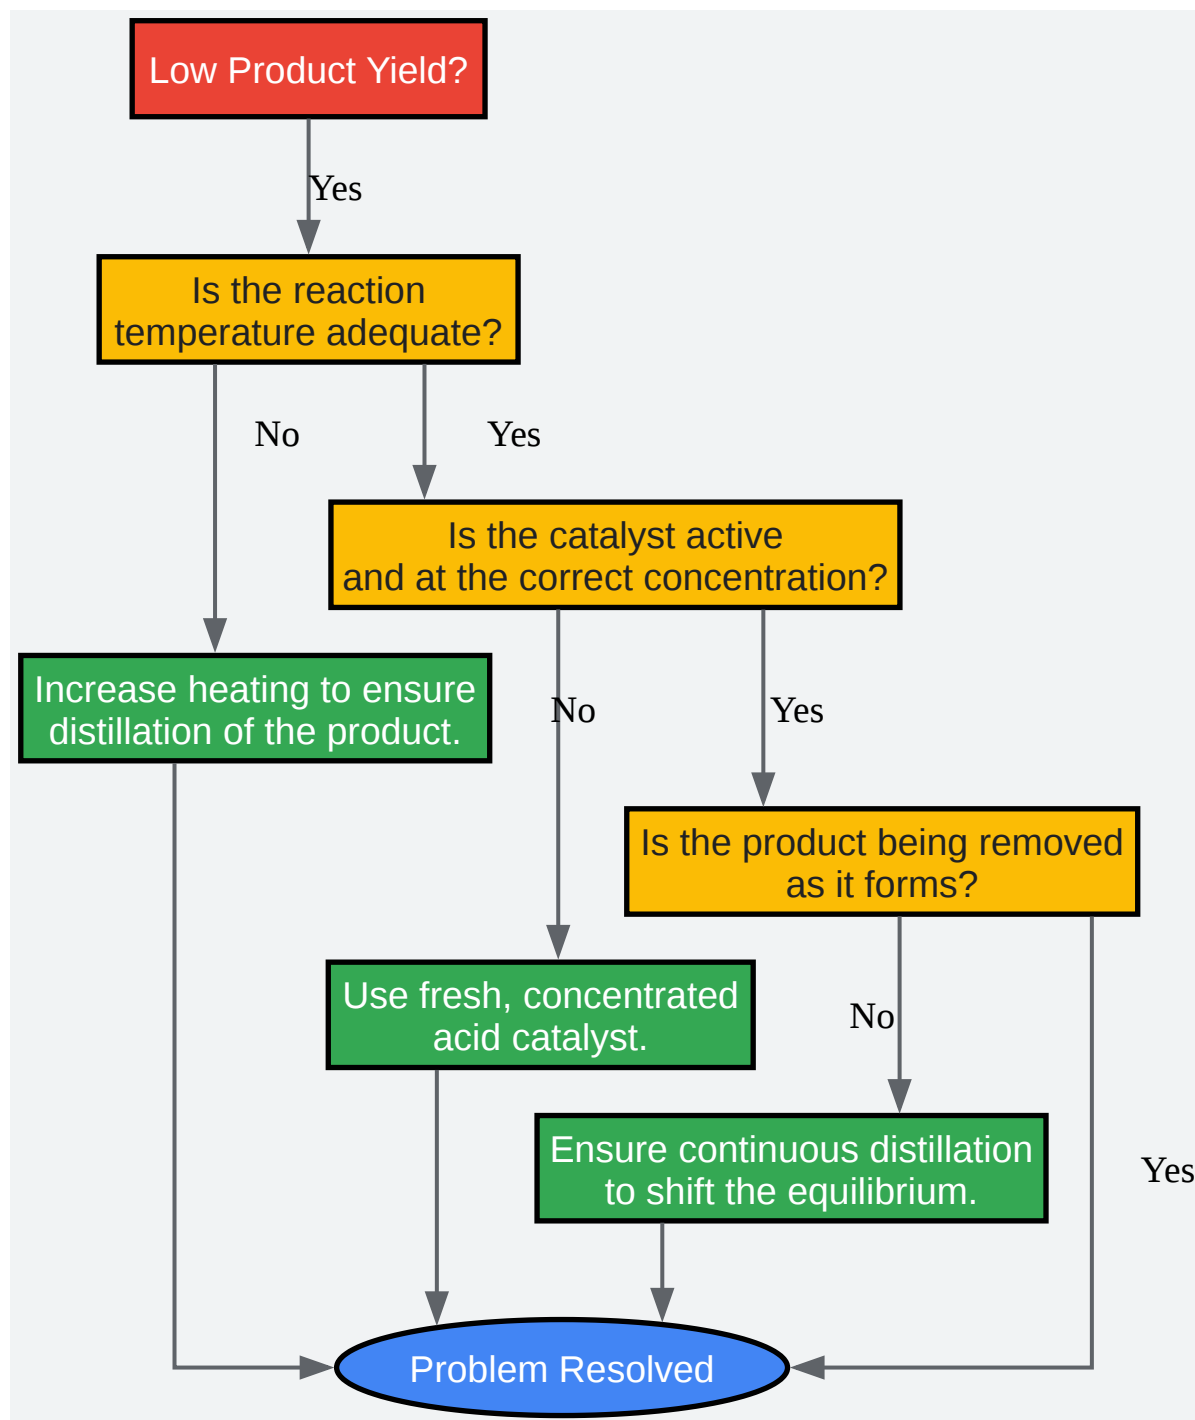 Low Product Yield?
Yes
Is the reaction
temperature adequate?
No
Yes
Is the catalyst active
and at the correct concentration?
Increase heating to ensure
distillation of the product.
No
Yes
Is the product being removed
as it forms?
Use fresh, concentrated
acid catalyst.
No
Ensure continuous distillation
to shift the equilibrium.
Yes
Problem Resolved